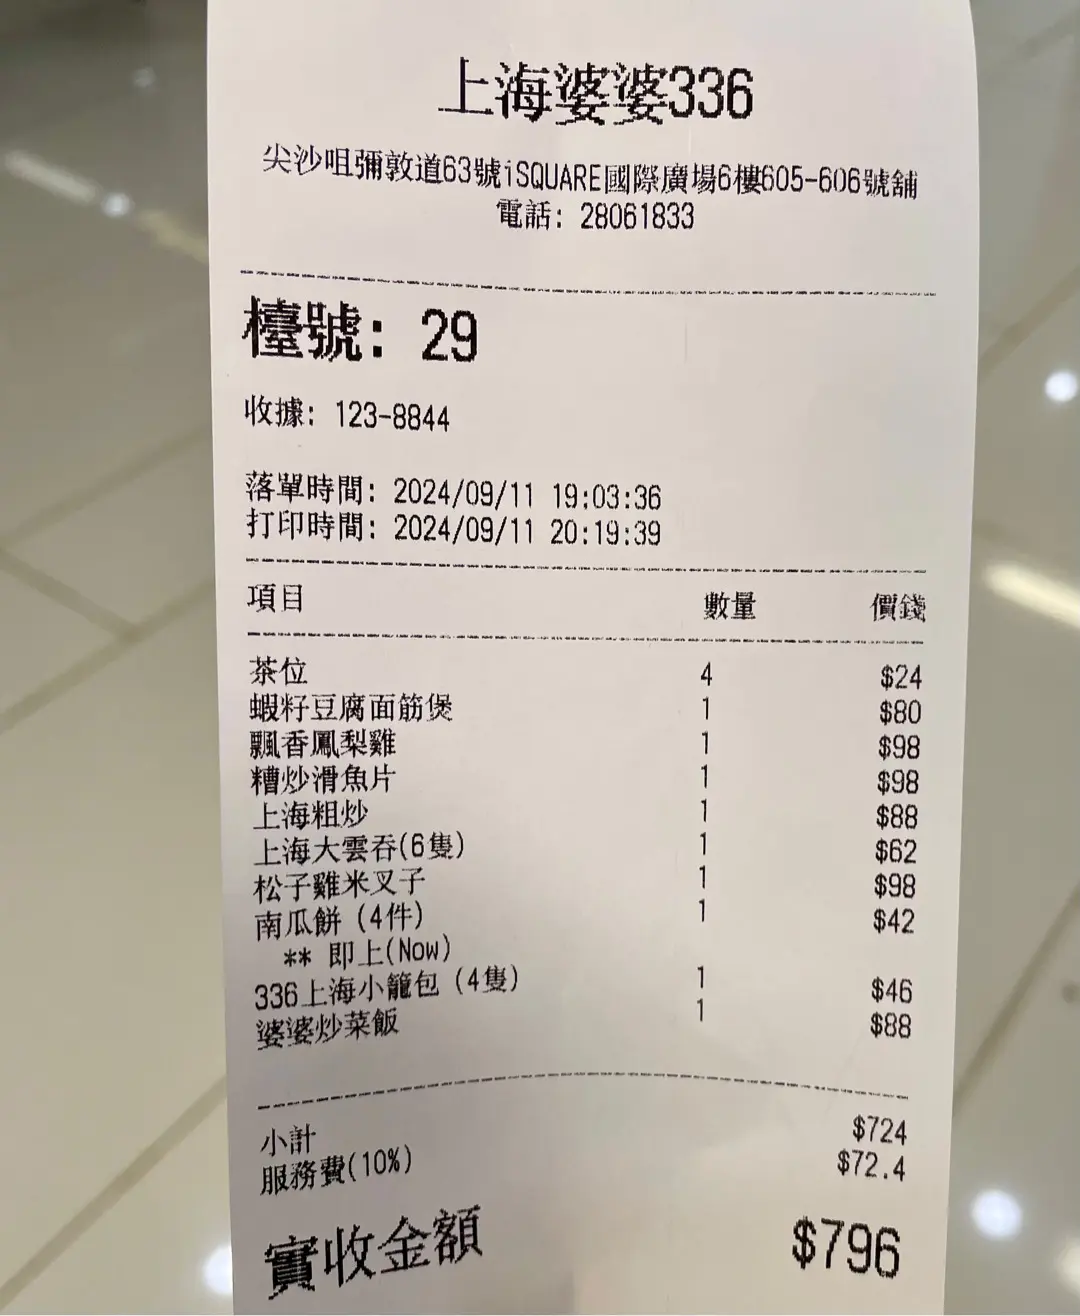 上海婆婆336
尖沙咀彌敦道63號iSQUARE國際廣場6樓605-606號舖
電話: 28061833
檯號: 29
收據: 123-8844
落單時間: 2024/09/11 19:03:36
打印時間: 2024/09/11 20:19:39
項目 數量 價錢
茶位 4 $24
蝦籽豆腐面筋煲 1 $80
飄香鳳梨雞 1 $98
糟炒滑魚片 1 $98
上海粗炒 1 $88
上海大雲吞(6隻) 1 $62
松子雞米叉子 1 $98
南瓜餅 (4件) 1 $42
** 即上(Now)
336上海小籠包 (4隻) 1 $46
婆婆炒菜飯 1 $88
小計 $724
服務費(10%) $72.4
實收金額 $796